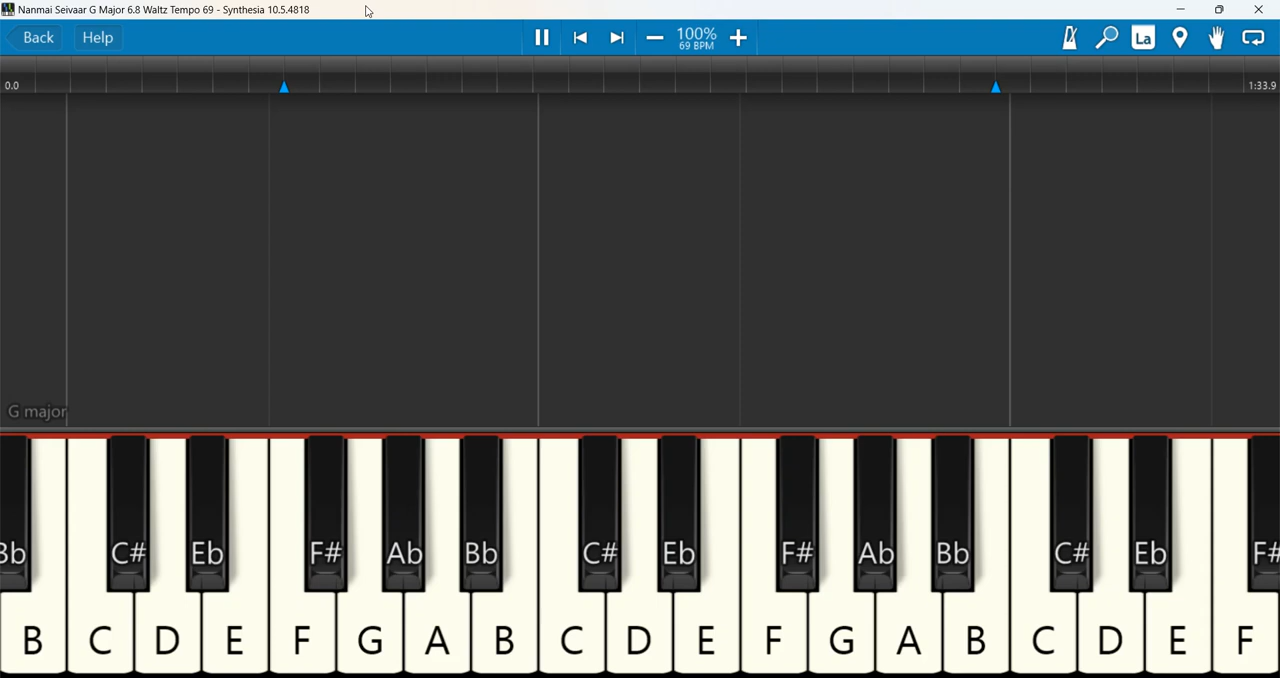 Nanmai Seivaar G Major 6.8 Waltz Tempo 69 - Synthesia 10.5.4818
Back Help 100% La
69 BPM
0.0 1:33.9
G major
Bb C# Eb F# Ab Bb C# Eb F# Ab Bb C# Eb F#
B C D E F G A B C D E F G A B C D E F